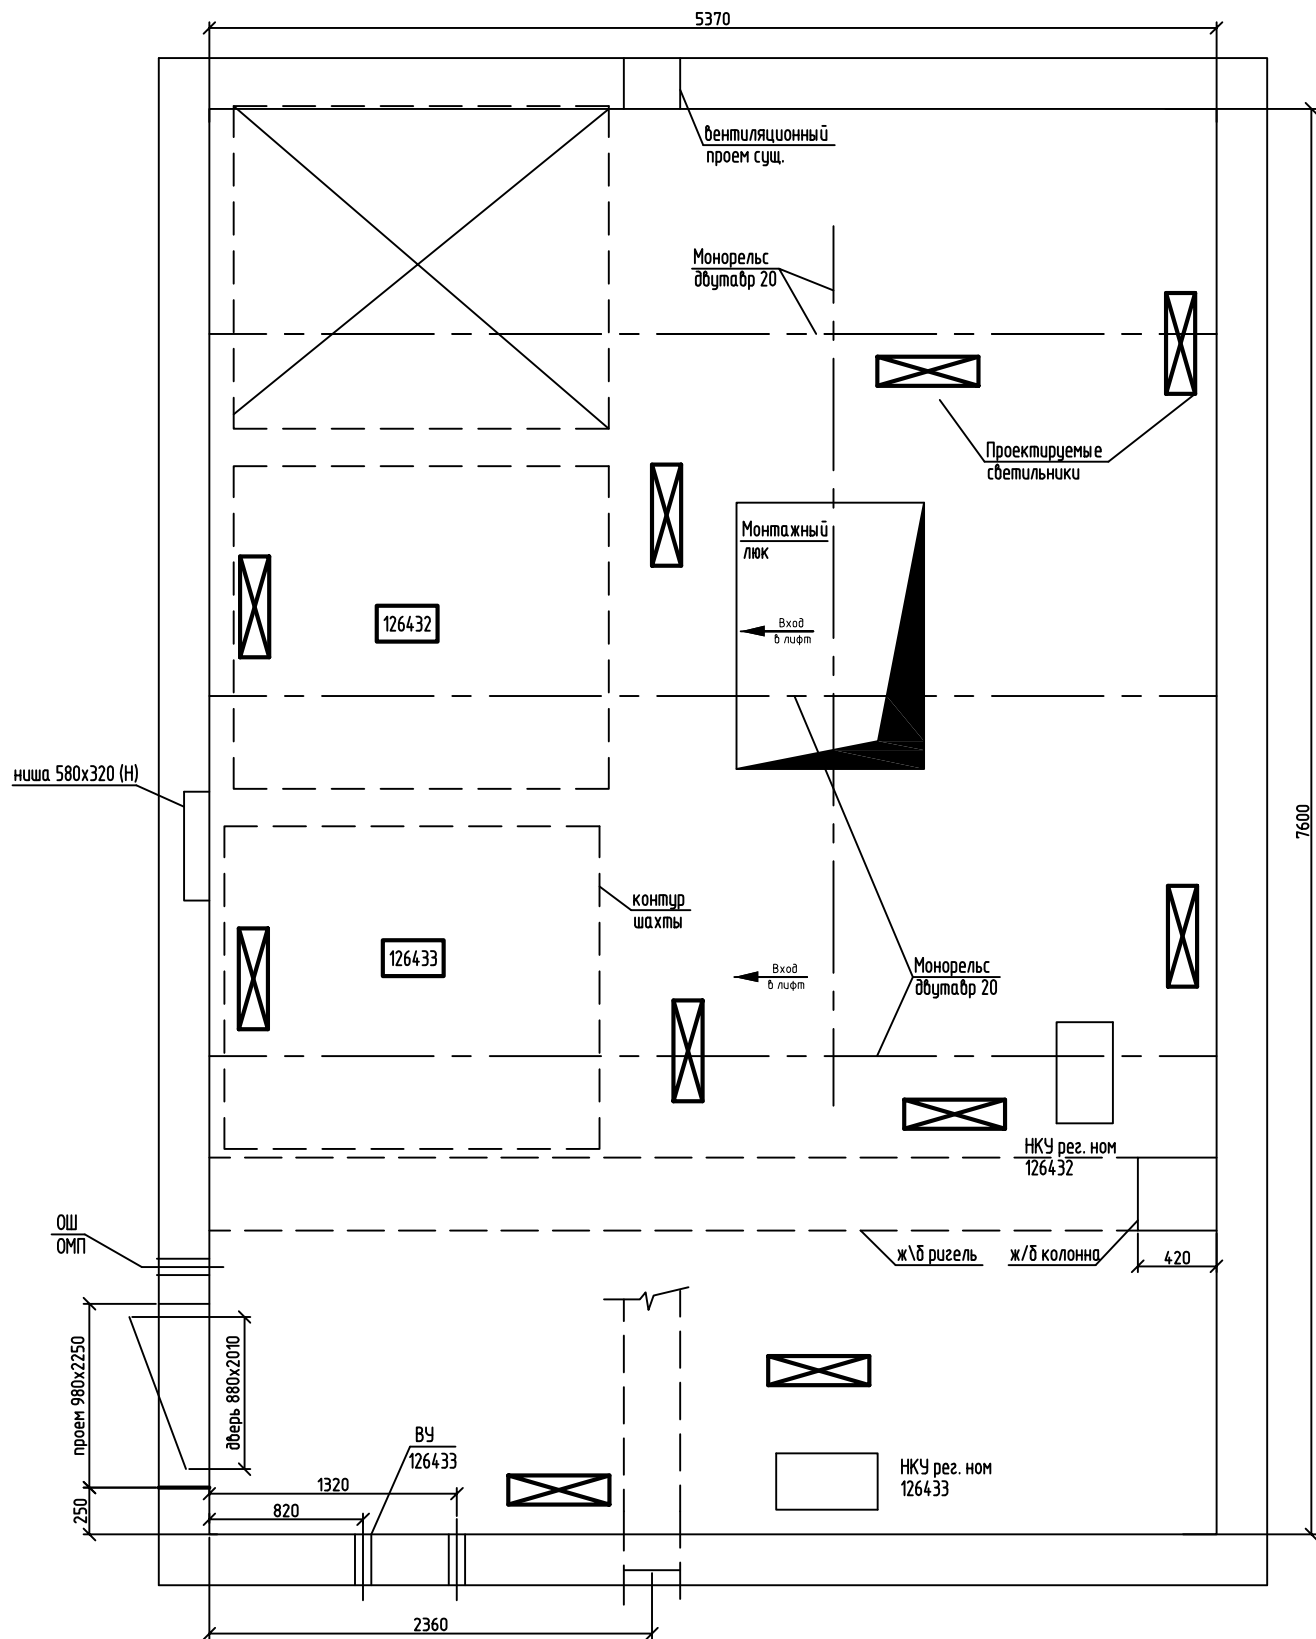 5370
вентиляционный
проем сущ.
Монорельс
двутавр 20
Проектируемые
светильники
Монтажный
люк
126432
Вход
в лифт
ниша 580х320 (Н)
7600
контур
шахты
126433
Вход
в лифт
Монорельс
двутавр 20
НКУ рег. ном
126432
ОШ
ОМП
ж\б ригель
ж/б колонна
420
проем 980х2250
дверь 880х2010
ВУ
126433
НКУ рег. ном
126433
1320
250
820
2360